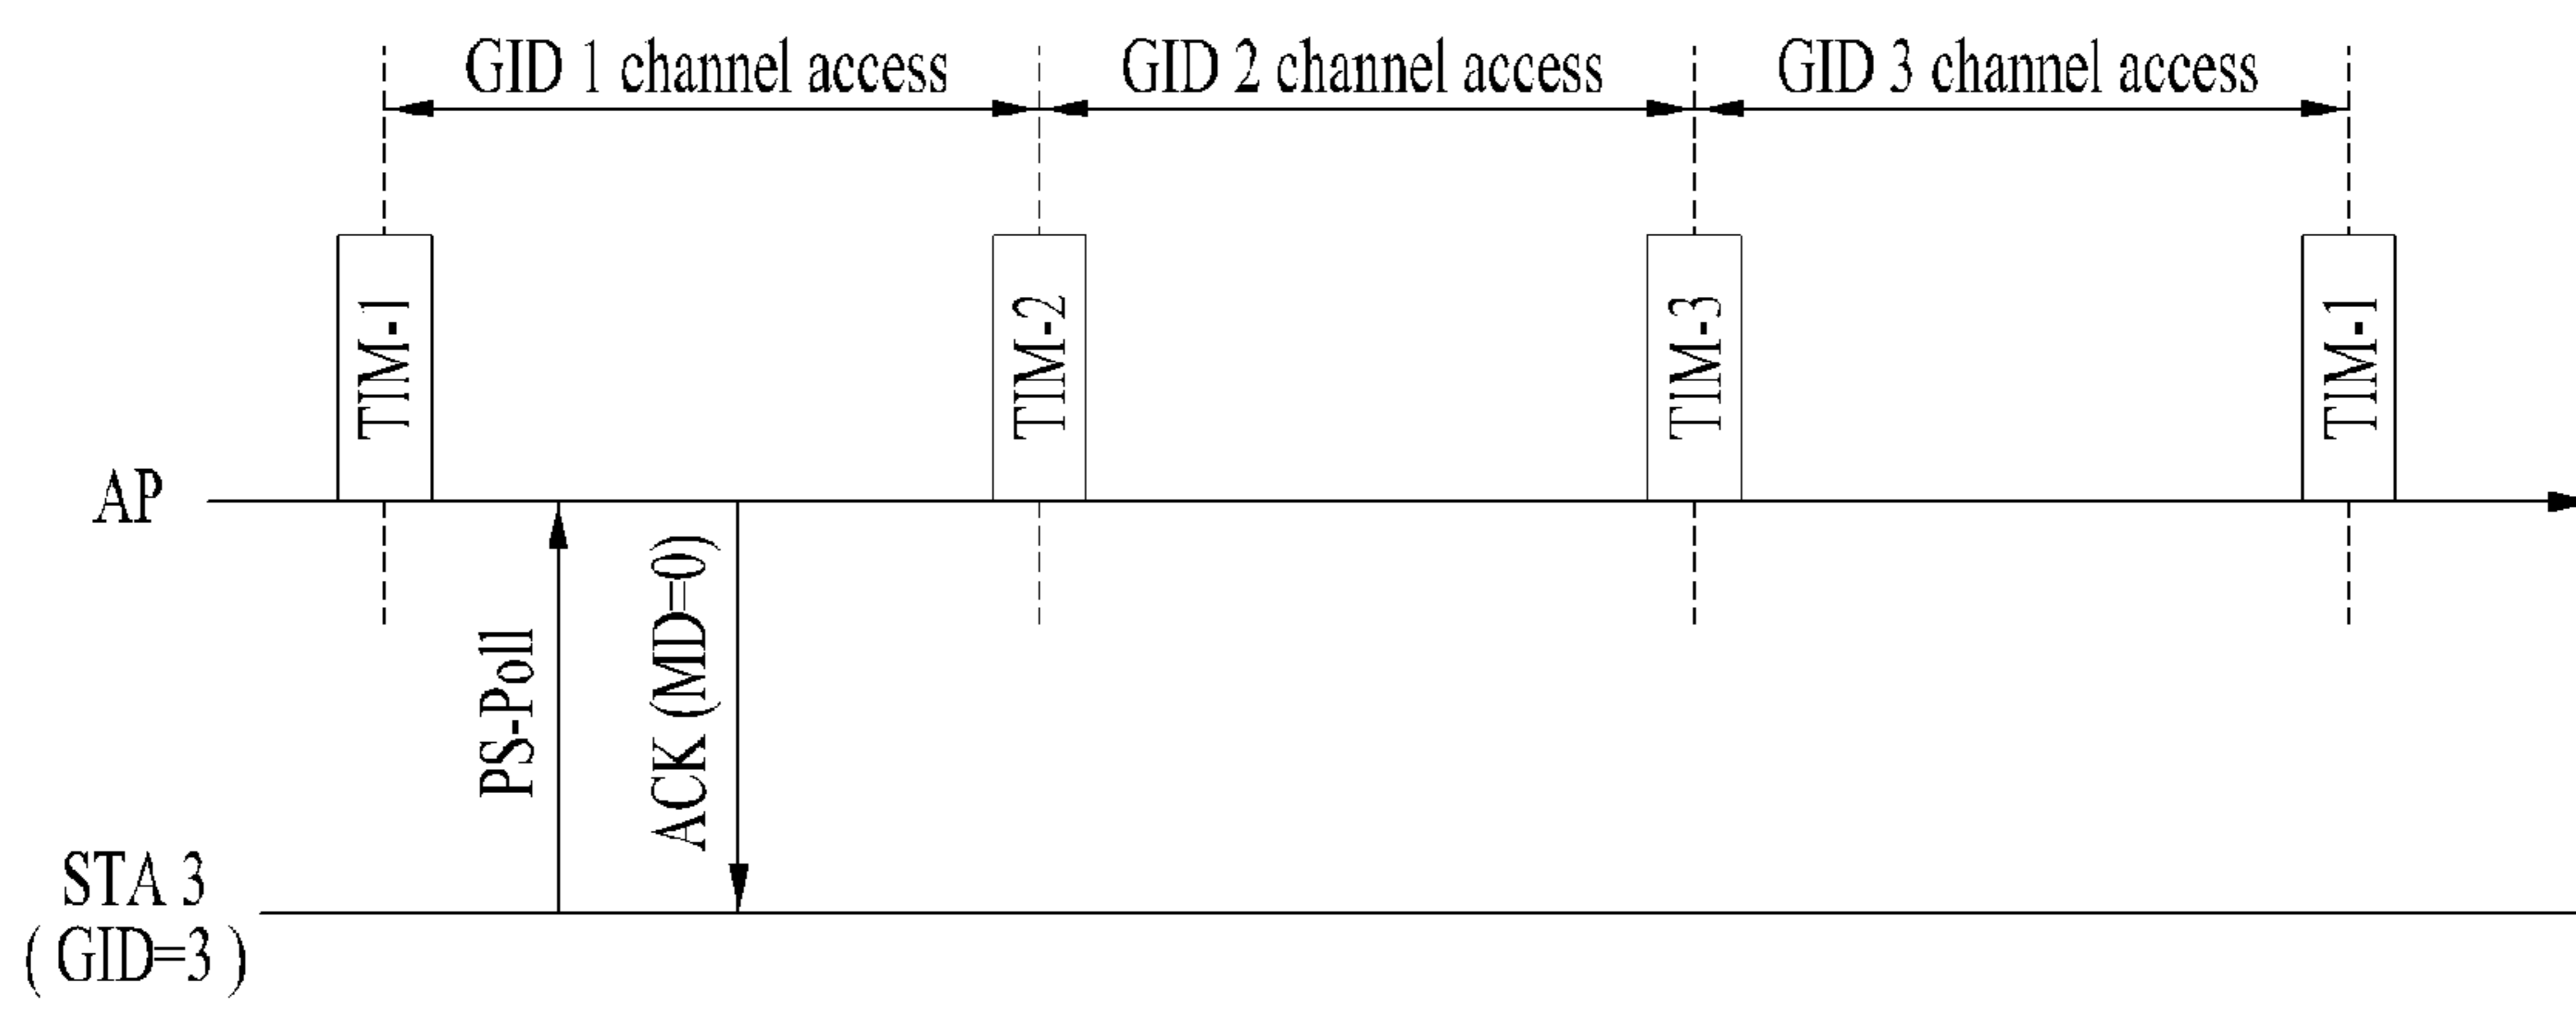 GID 1 channel access
GID 2 channel access
GID 3 channel access
TIM-1
TIM-2
TIM-3
TIM-1
AP
PS-Poll
ACK (MD=0)
STA 3
( GID=3 )